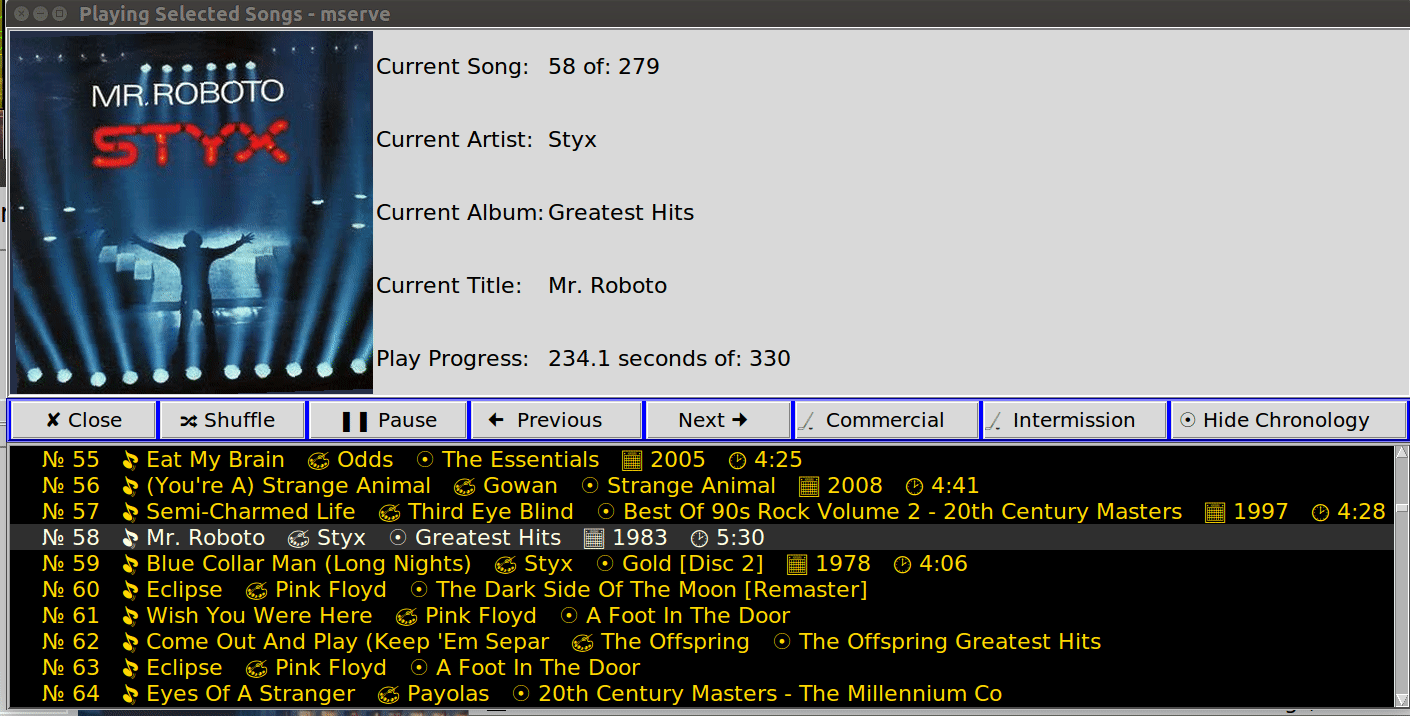 Playing Selected Songs - mserve
MR. ROBOTO
STYX
Current Song: 58 of: 279
Current Artist: Styx
Current Album: Greatest Hits
Current Title: Mr. Roboto
Play Progress: 234.1 seconds of: 330
✘ Close 🔀 Shuffle ❚❚ Pause 🡄 Previous Next 🡆 Commercial Intermission ☉ Hide Chronology
№ 55 Eat My Brain 🎨 Odds ☉ The Essentials 2005 4:25
№ 56 (You're A) Strange Animal 🎨 Gowan ☉ Strange Animal 2008 4:41
№ 57 Semi-Charmed Life 🎨 Third Eye Blind ☉ Best Of 90s Rock Volume 2 - 20th Century Masters 1997 4:28
№ 58 Mr. Roboto 🎨 Styx ☉ Greatest Hits 1983 5:30
№ 59 Blue Collar Man (Long Nights) 🎨 Styx ☉ Gold [Disc 2] 1978 4:06
№ 60 Eclipse 🎨 Pink Floyd ☉ The Dark Side Of The Moon [Remaster]
№ 61 Wish You Were Here 🎨 Pink Floyd ☉ A Foot In The Door
№ 62 Come Out And Play (Keep 'Em Separ 🎨 The Offspring ☉ The Offspring Greatest Hits
№ 63 Eclipse 🎨 Pink Floyd ☉ A Foot In The Door
№ 64 Eyes Of A Stranger 🎨 Payolas ☉ 20th Century Masters - The Millennium Co